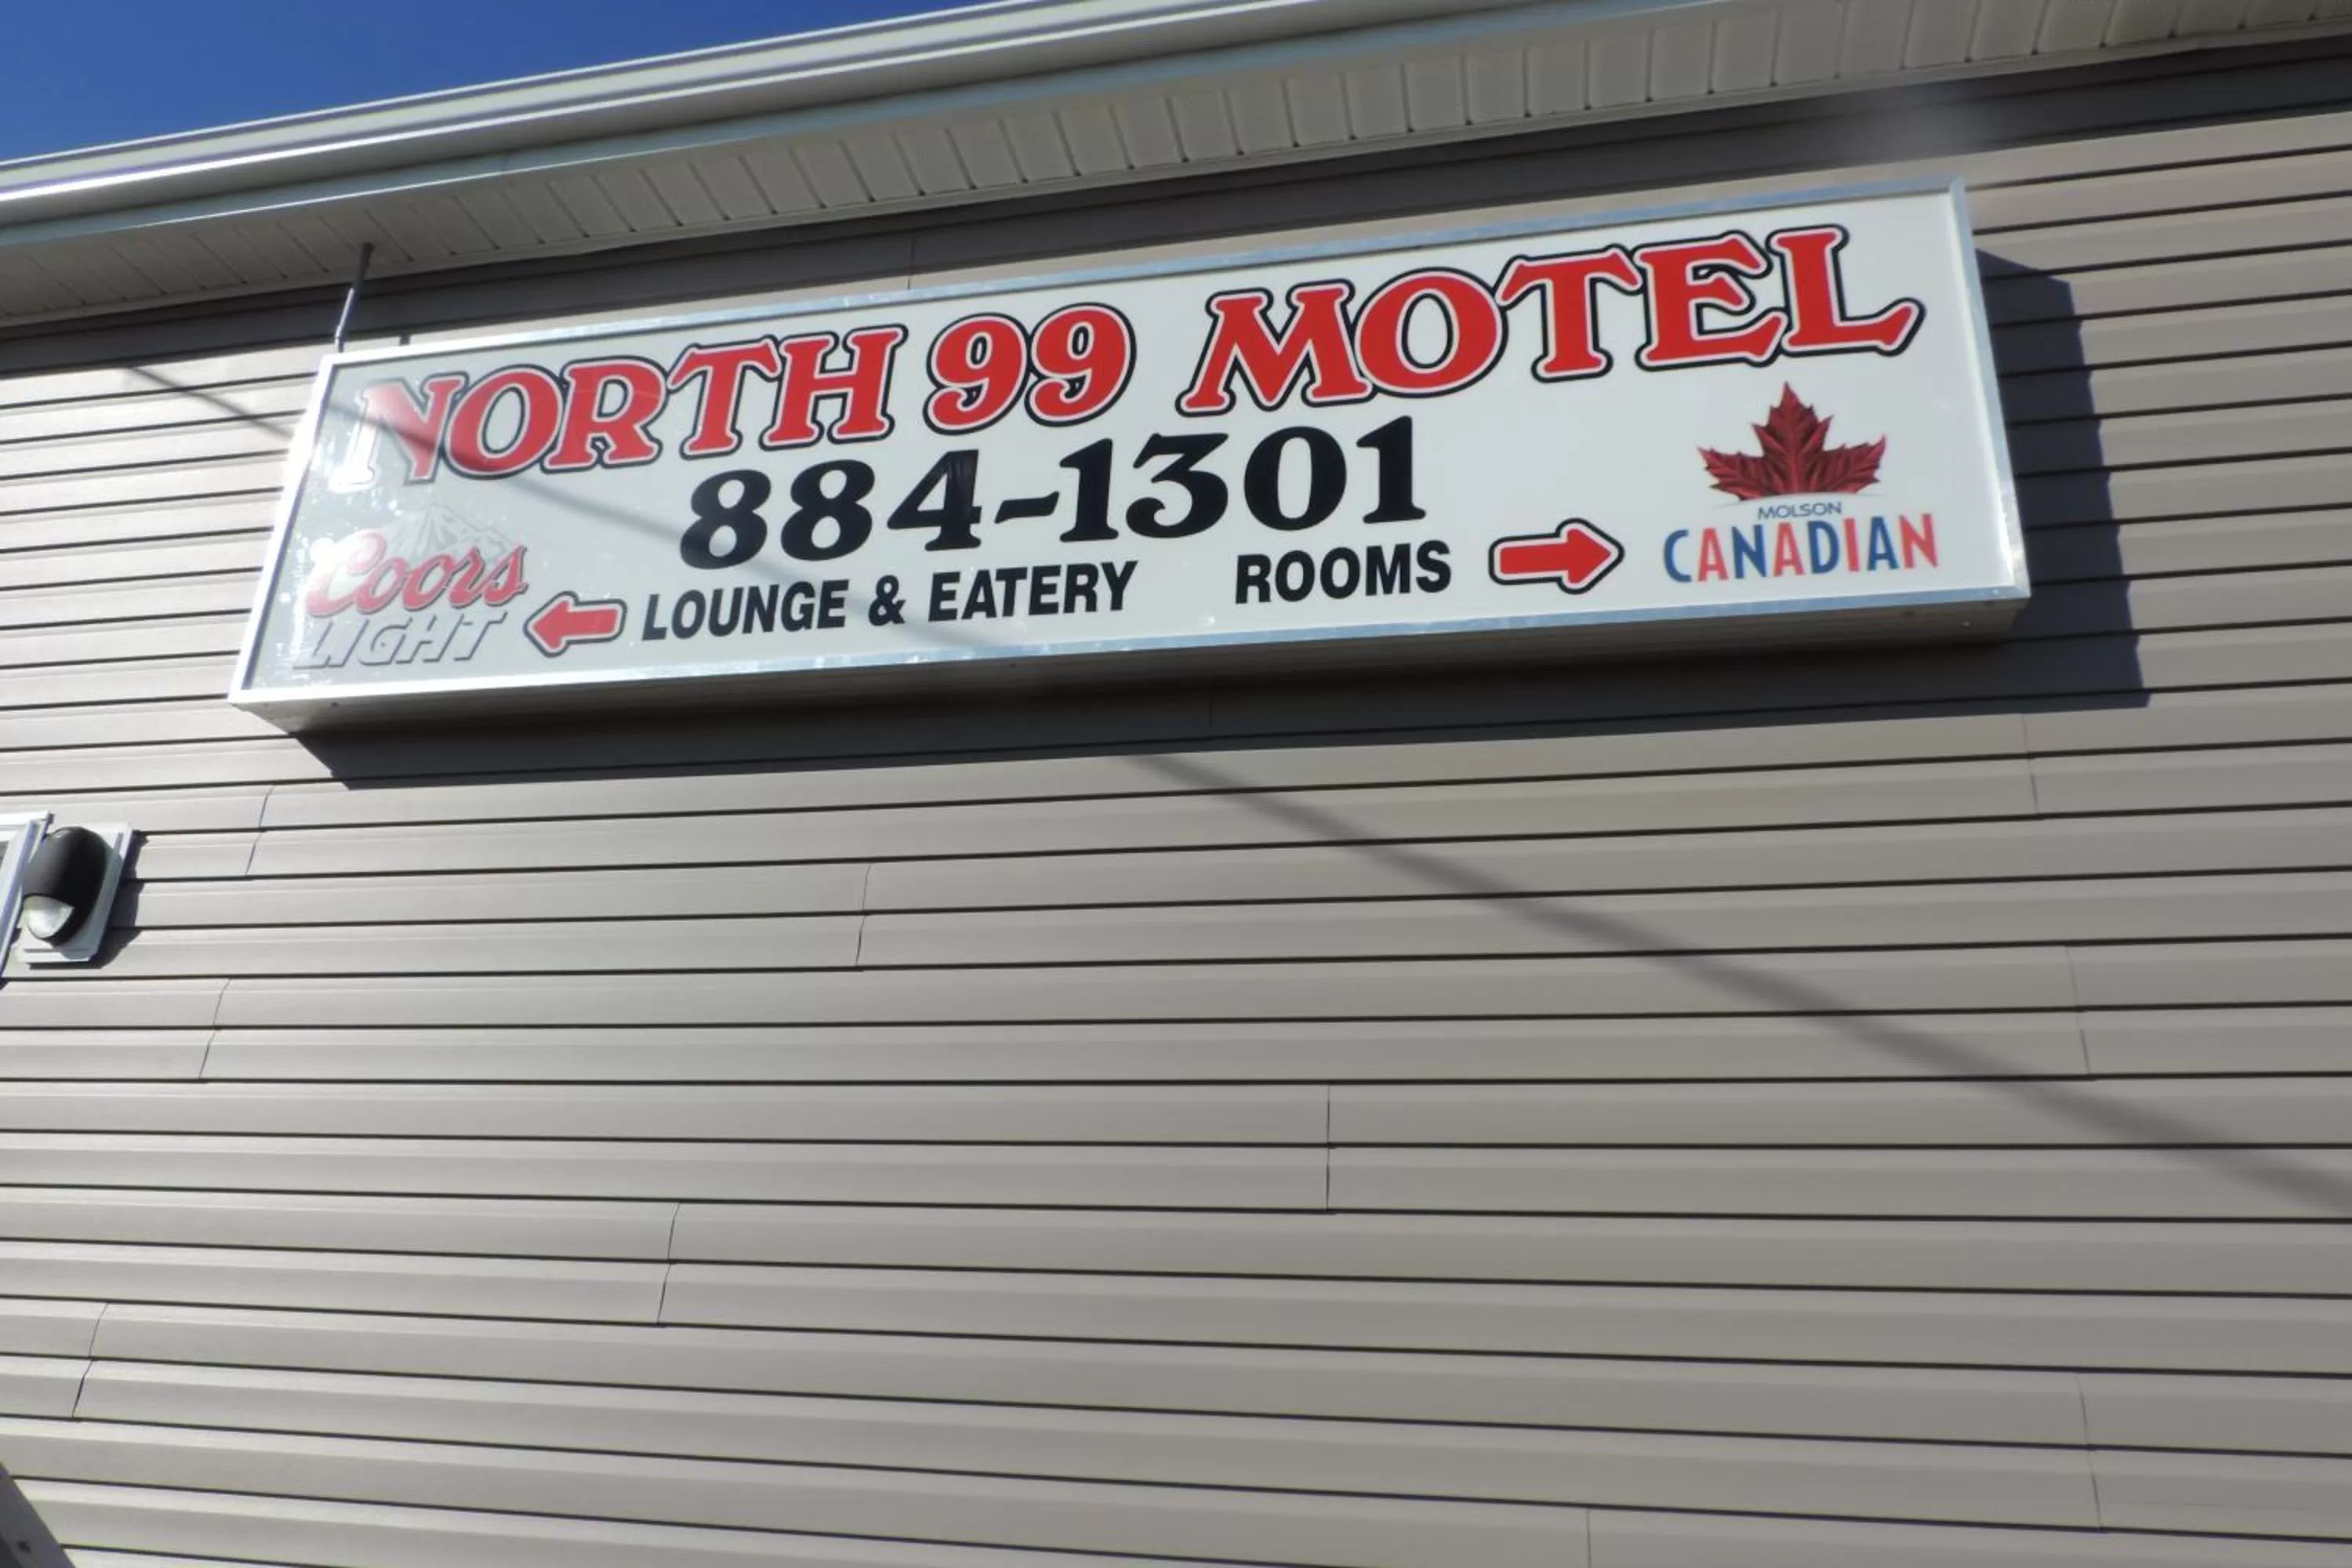 NORTH 99 MOTEL
884-1301
Coors
LIGHT
LOUNGE & EATERY
ROOMS
MOLSON
CANADIAN